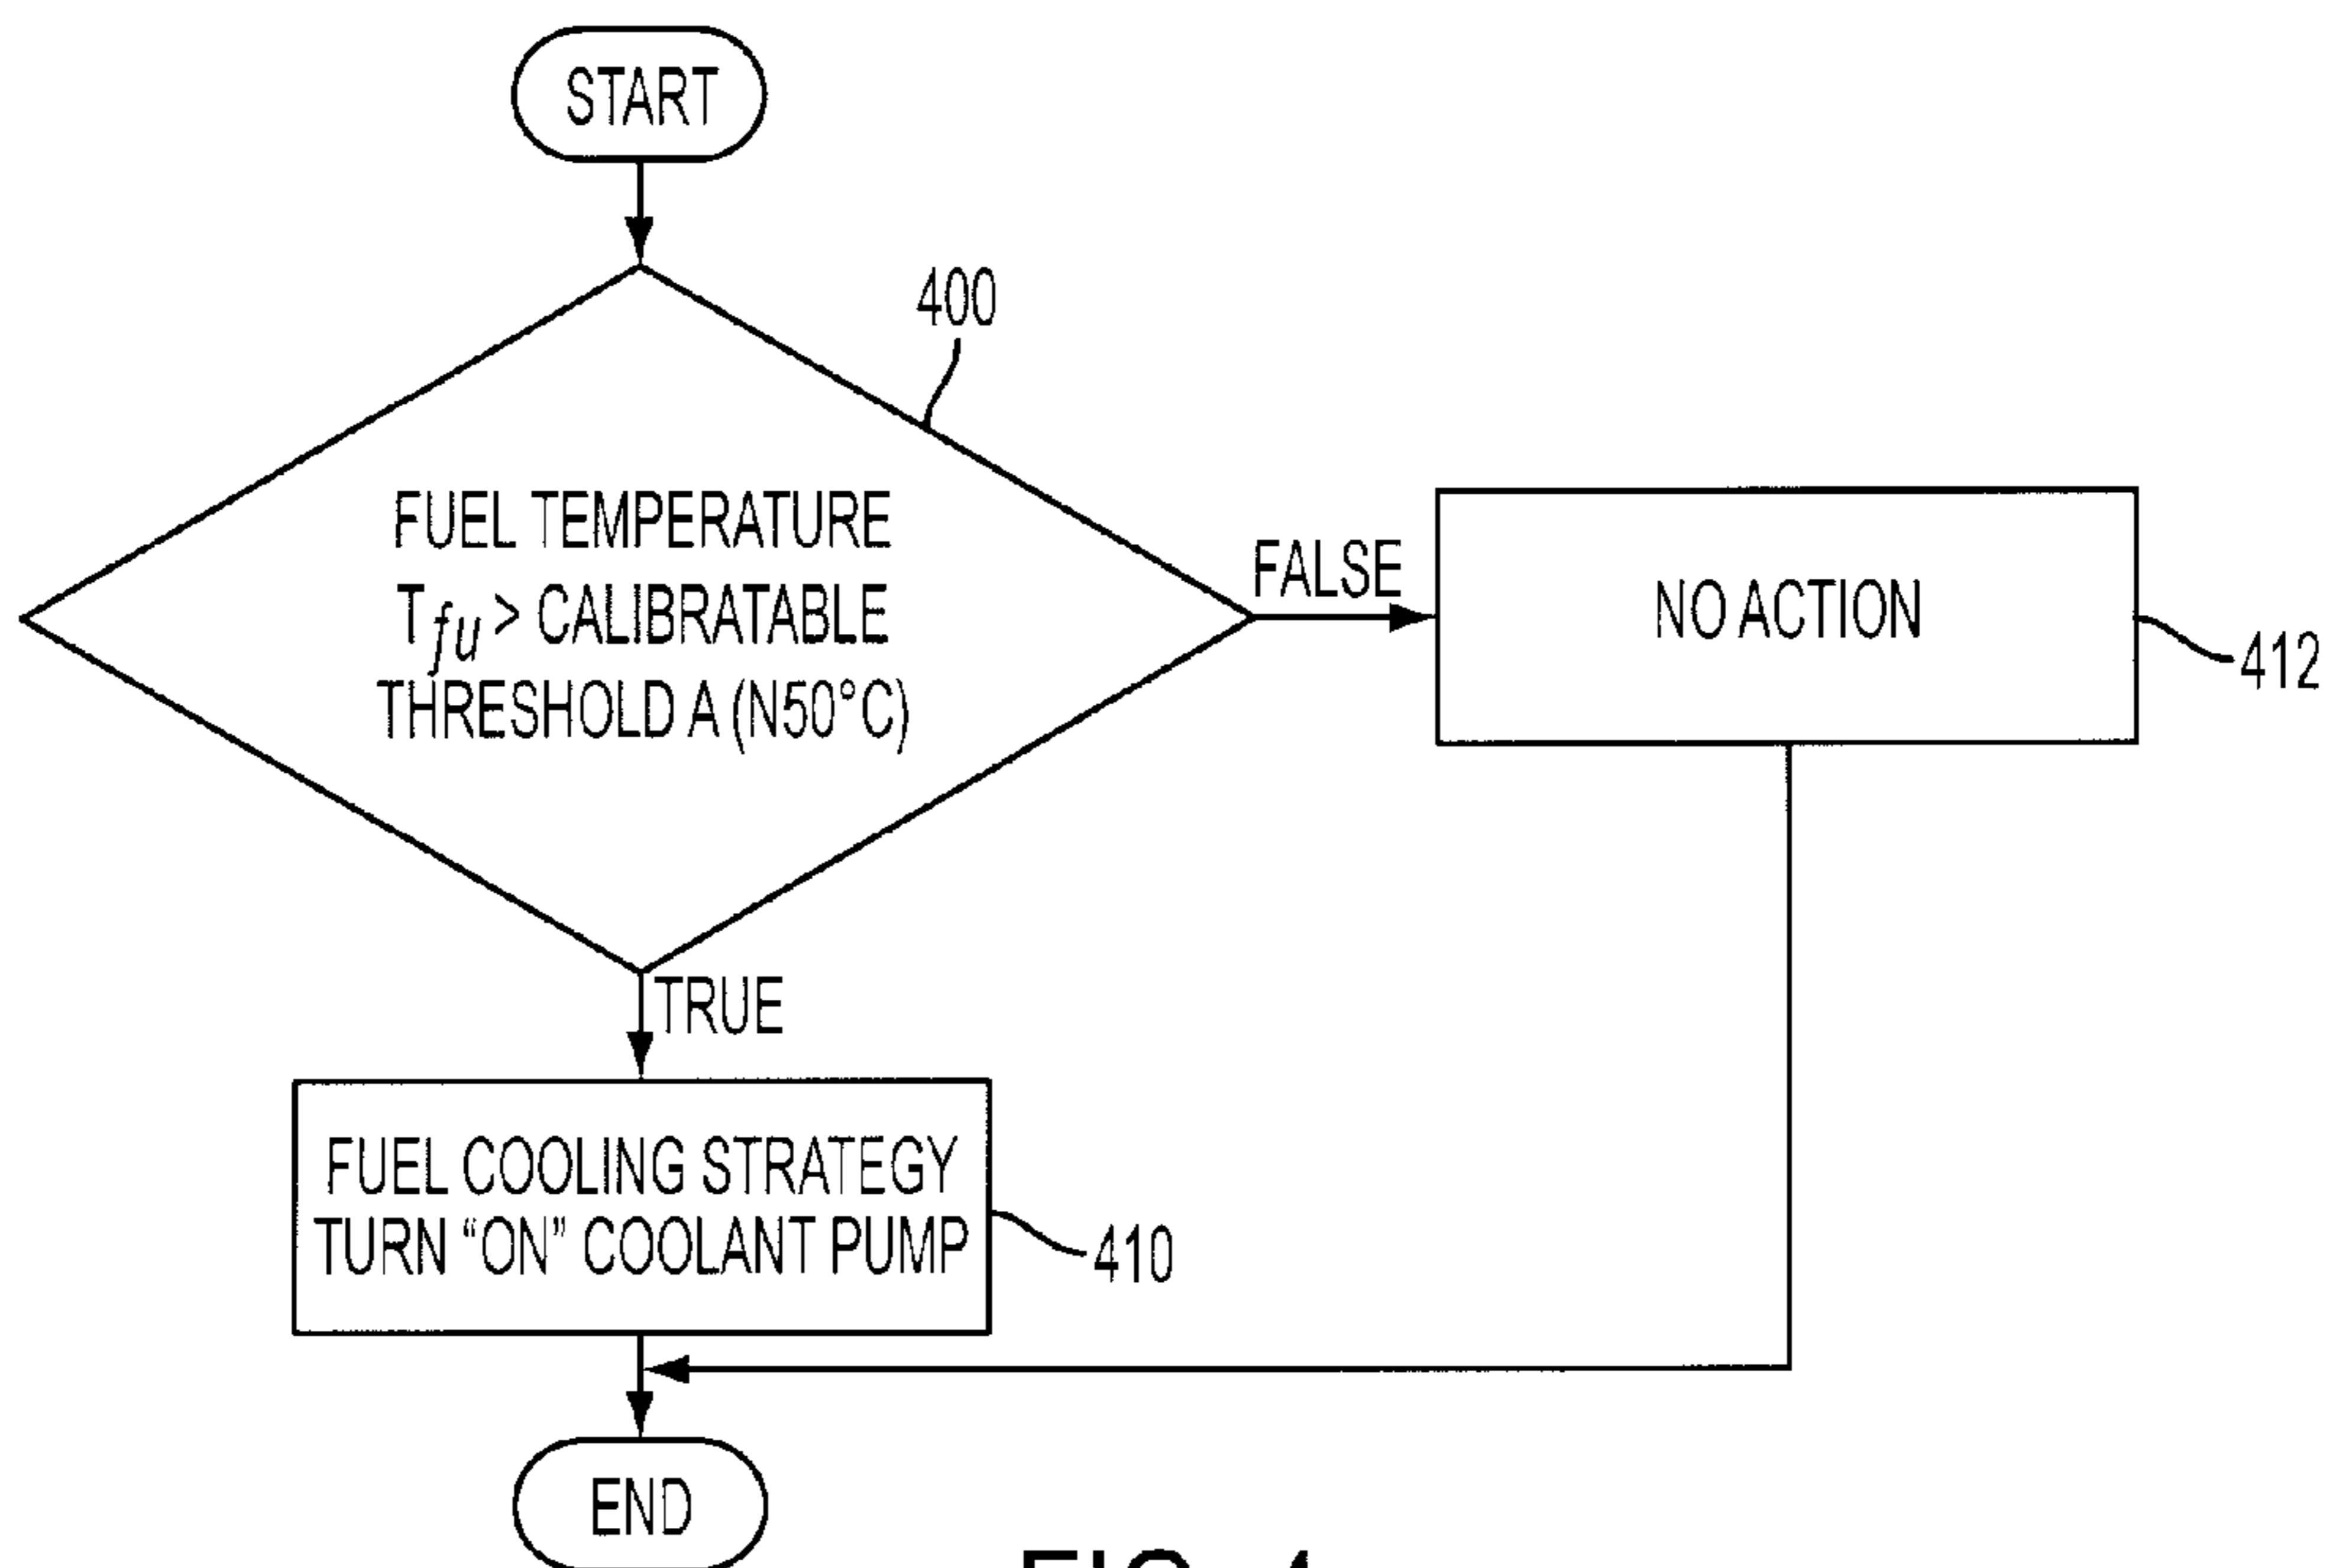 START
400
FUEL TEMPERATURE
Tfu > CALIBRATABLE
THRESHOLD A (N50°C)
FALSE
NO ACTION
412
TRUE
FUEL COOLING STRATEGY
TURN “ON” COOLANT PUMP
410
END